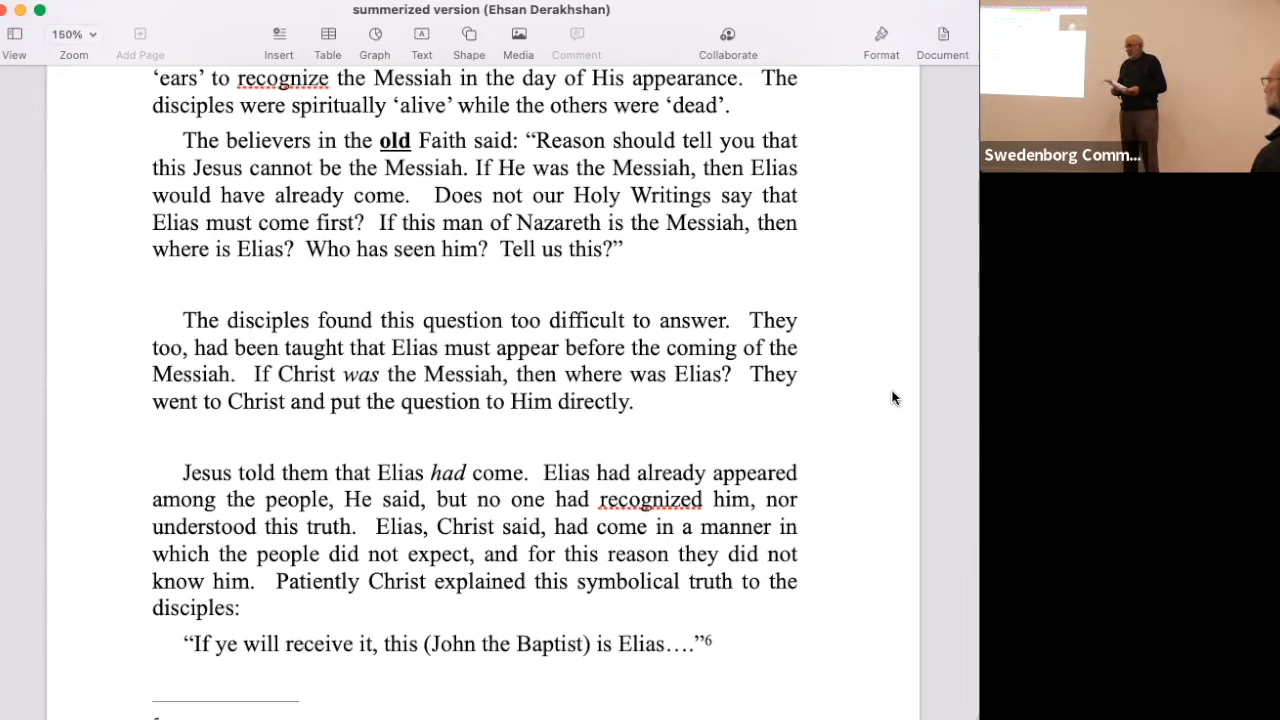 summerized version (Ehsan Derakhshan)
View
150%
Zoom
Add Page
Insert
Table
Graph
Text
Shape
Media
Comment
Collaborate
Format
Document
‘ears’ to recognize the Messiah in the day of His appearance. The
disciples were spiritually ‘alive’ while the others were ‘dead’.
The believers in the old Faith said: “Reason should tell you that
this Jesus cannot be the Messiah. If He was the Messiah, then Elias
would have already come. Does not our Holy Writings say that
Elias must come first? If this man of Nazareth is the Messiah, then
where is Elias? Who has seen him? Tell us this?”
The disciples found this question too difficult to answer. They
too, had been taught that Elias must appear before the coming of the
Messiah. If Christ was the Messiah, then where was Elias? They
went to Christ and put the question to Him directly.
Jesus told them that Elias had come. Elias had already appeared
among the people, He said, but no one had recognized him, nor
understood this truth. Elias, Christ said, had come in a manner in
which the people did not expect, and for this reason they did not
know him. Patiently Christ explained this symbolical truth to the
disciples:
“If ye will receive it, this (John the Baptist) is Elias….”⁶
Swedenborg Comm...